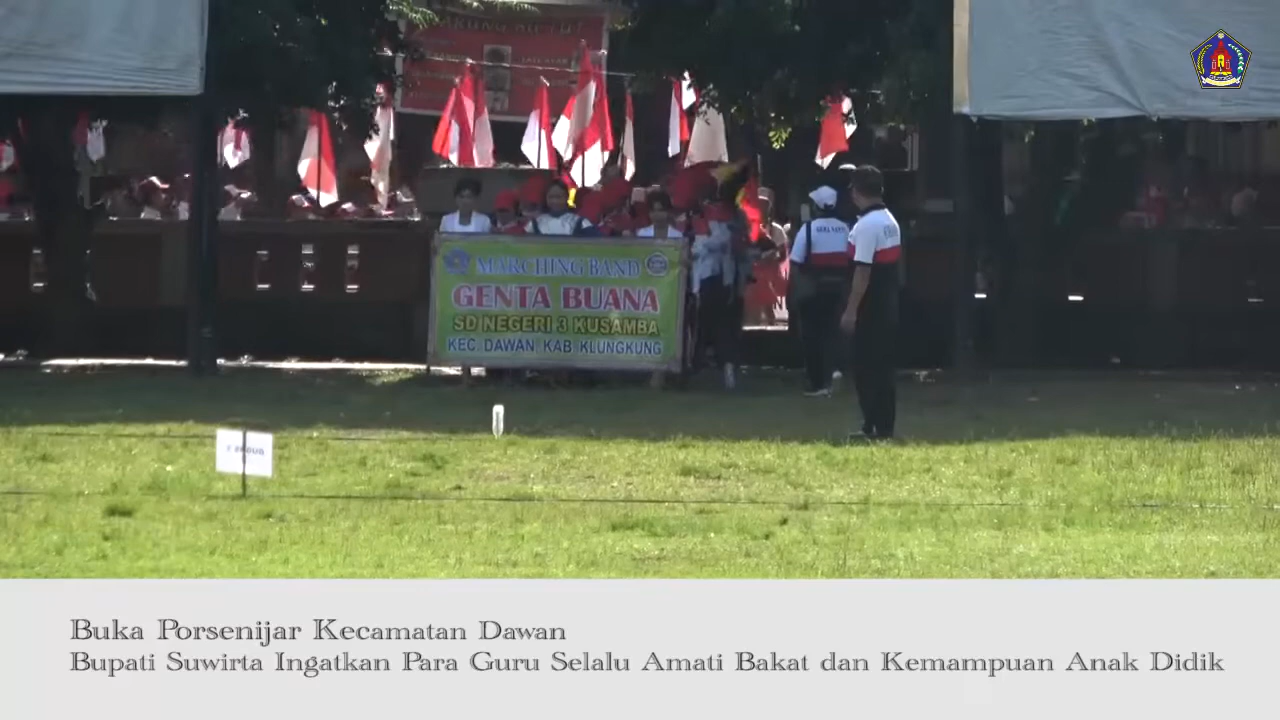 MARCHING BAND
GENTA BUANA
SD NEGERI 3 KUSAMBA
KEC. DAWAN KAB KLUNGKUNG
Buka Porsenijar Kecamatan Dawan
Bupati Suwirta Ingatkan Para Guru Selalu Amati Bakat dan Kemampuan Anak Didik